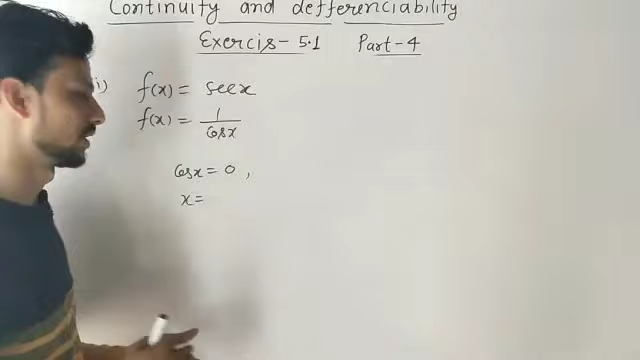 Continuity and defferenciability
Exercis-5.1 Part-4
i) f(x) = secx
f(x) = 1/cosx
cosx = 0,
x=